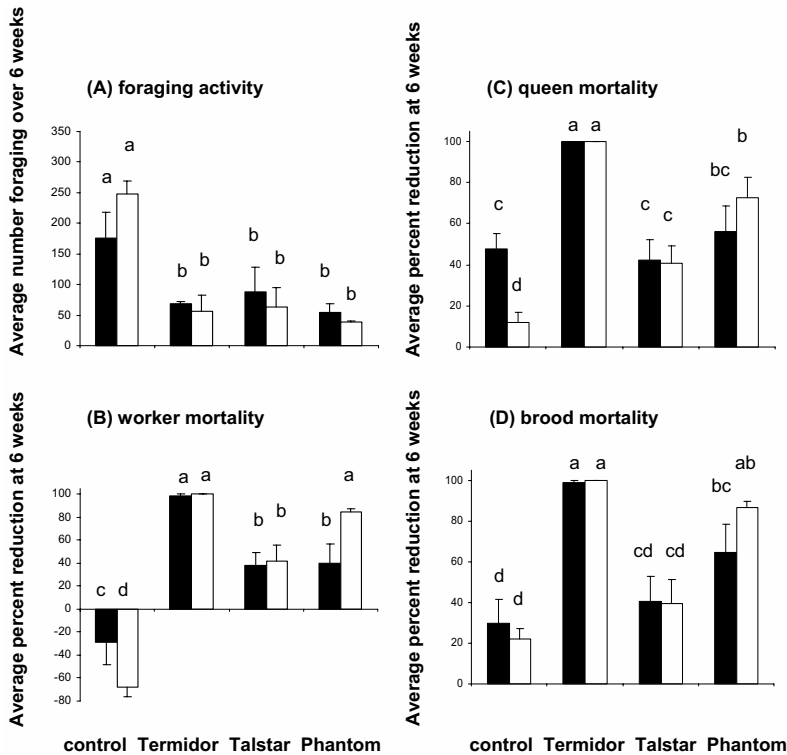 (A) foraging activity
Average number foraging over 6 weeks
350
300
250
200
150
100
50
0
a
a
b
b
b
b
b
b
(C) queen mortality
Average percent reduction at 6 weeks
100
80
60
40
20
0
c
d
a
a
c
c
bc
b
(B) worker mortality
Average percent reduction at 6 weeks
100
80
60
40
20
0
-20
-40
-60
-80
c
d
a
a
b
b
b
a
control
Termidor
Talstar
Phantom
(D) brood mortality
Average percent reduction at 6 weeks
100
80
60
40
20
0
d
d
a
a
cd
cd
bc
ab
control
Termidor
Talstar
Phantom